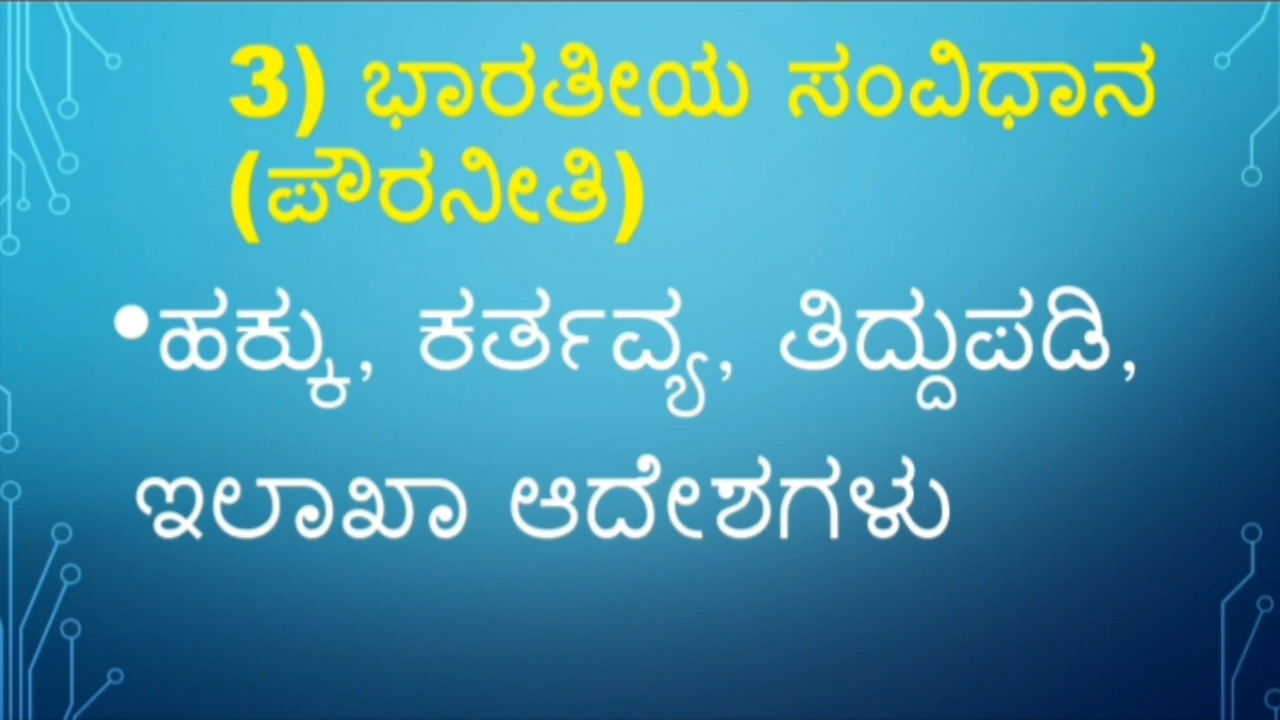 3) ಭಾರತೀಯ ಸಂವಿಧಾನ
(ಪೌರನೀತಿ)
•ಹಕ್ಕು, ಕರ್ತವ್ಯ, ತಿದ್ದುಪಡಿ,
ಇಲಾಖಾ ಆದೇಶಗಳು